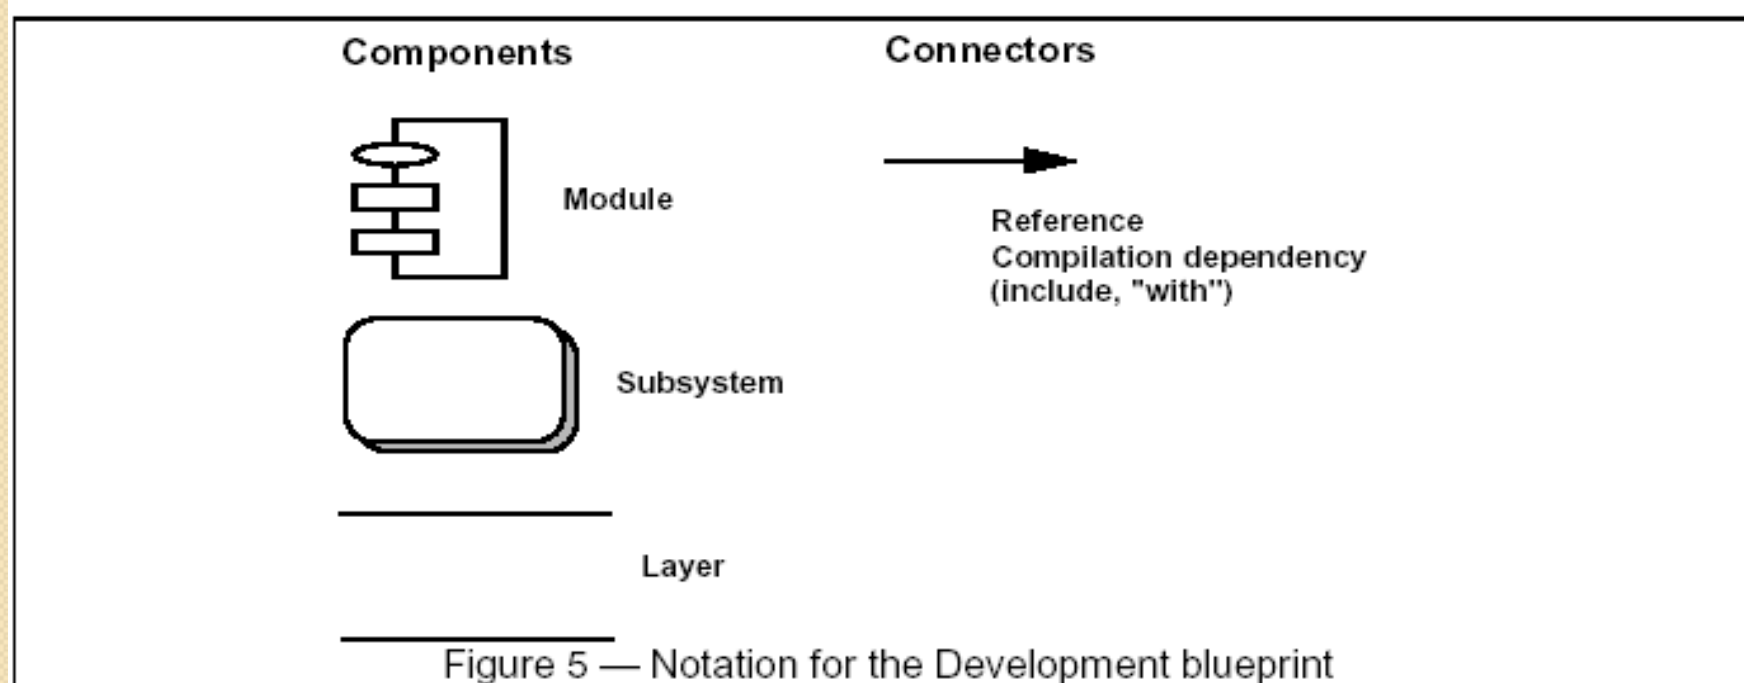 Components
Connectors
Module
Reference
Compilation dependency
(include, "with")
Subsystem
Layer
Figure 5 — Notation for the Development blueprint